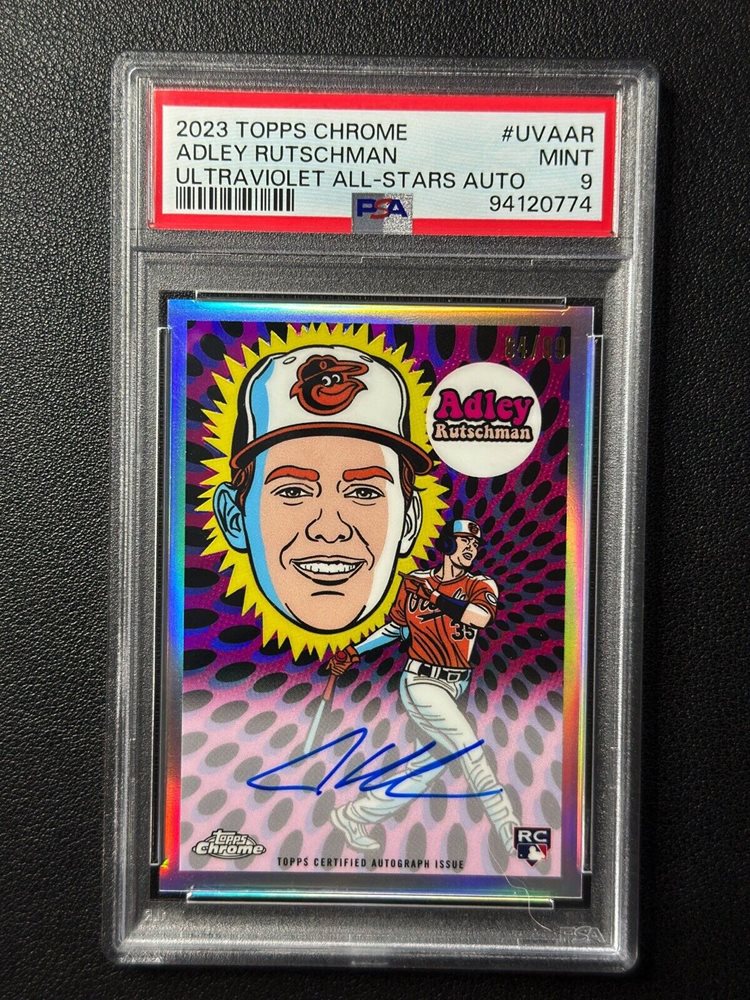 2023 TOPPS CHROME #UVAAR
ADLEY RUTSCHMAN MINT
ULTRAVIOLET ALL-STARS AUTO 9
PSA 94120774
Adley
Rutschman
35
Topps
Chrome
TOPPS CERTIFIED AUTOGRAPH ISSUE
RC
PSA